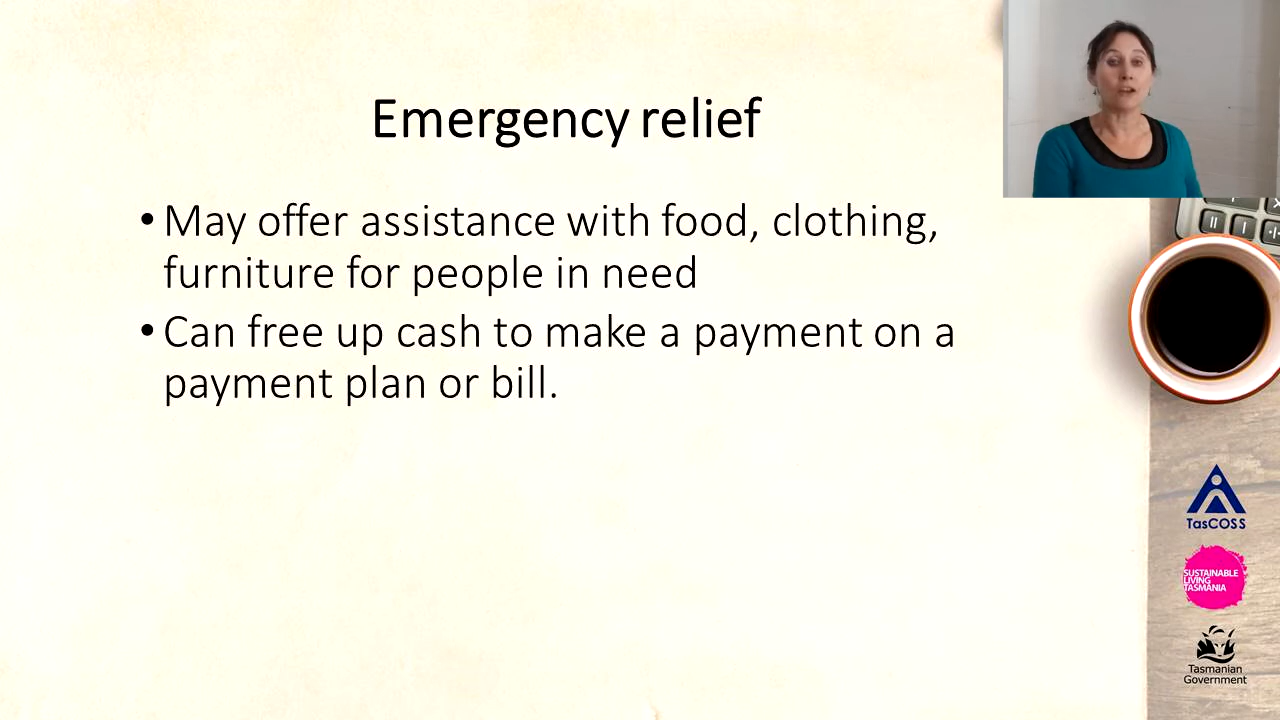 Emergency relief
• May offer assistance with food, clothing,
furniture for people in need
• Can free up cash to make a payment on a
payment plan or bill.
TasCOSS
SUSTAINABLE
LIVING
TASMANIA
Tasmanian
Government